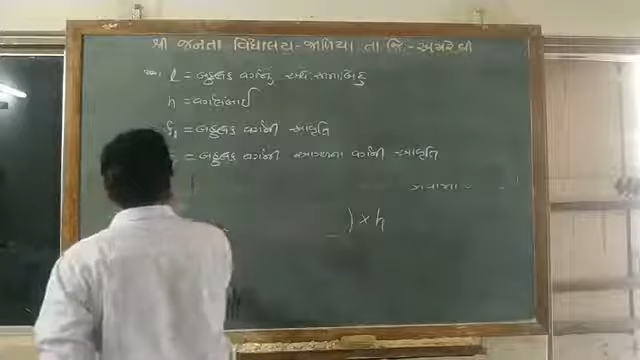 શ્રી જનતા વિદ્યાલય - જાળિયા તા જિ:- અમરેલી
l = બહુલક વર્ગની અધ:સીમાબિંદુ
h = વર્ગલંબાઈ
f₁ = બહુલક વર્ગની આવૃત્તિ
= બહુલક વર્ગની આગળના વર્ગની આવૃત્તિ
) × h